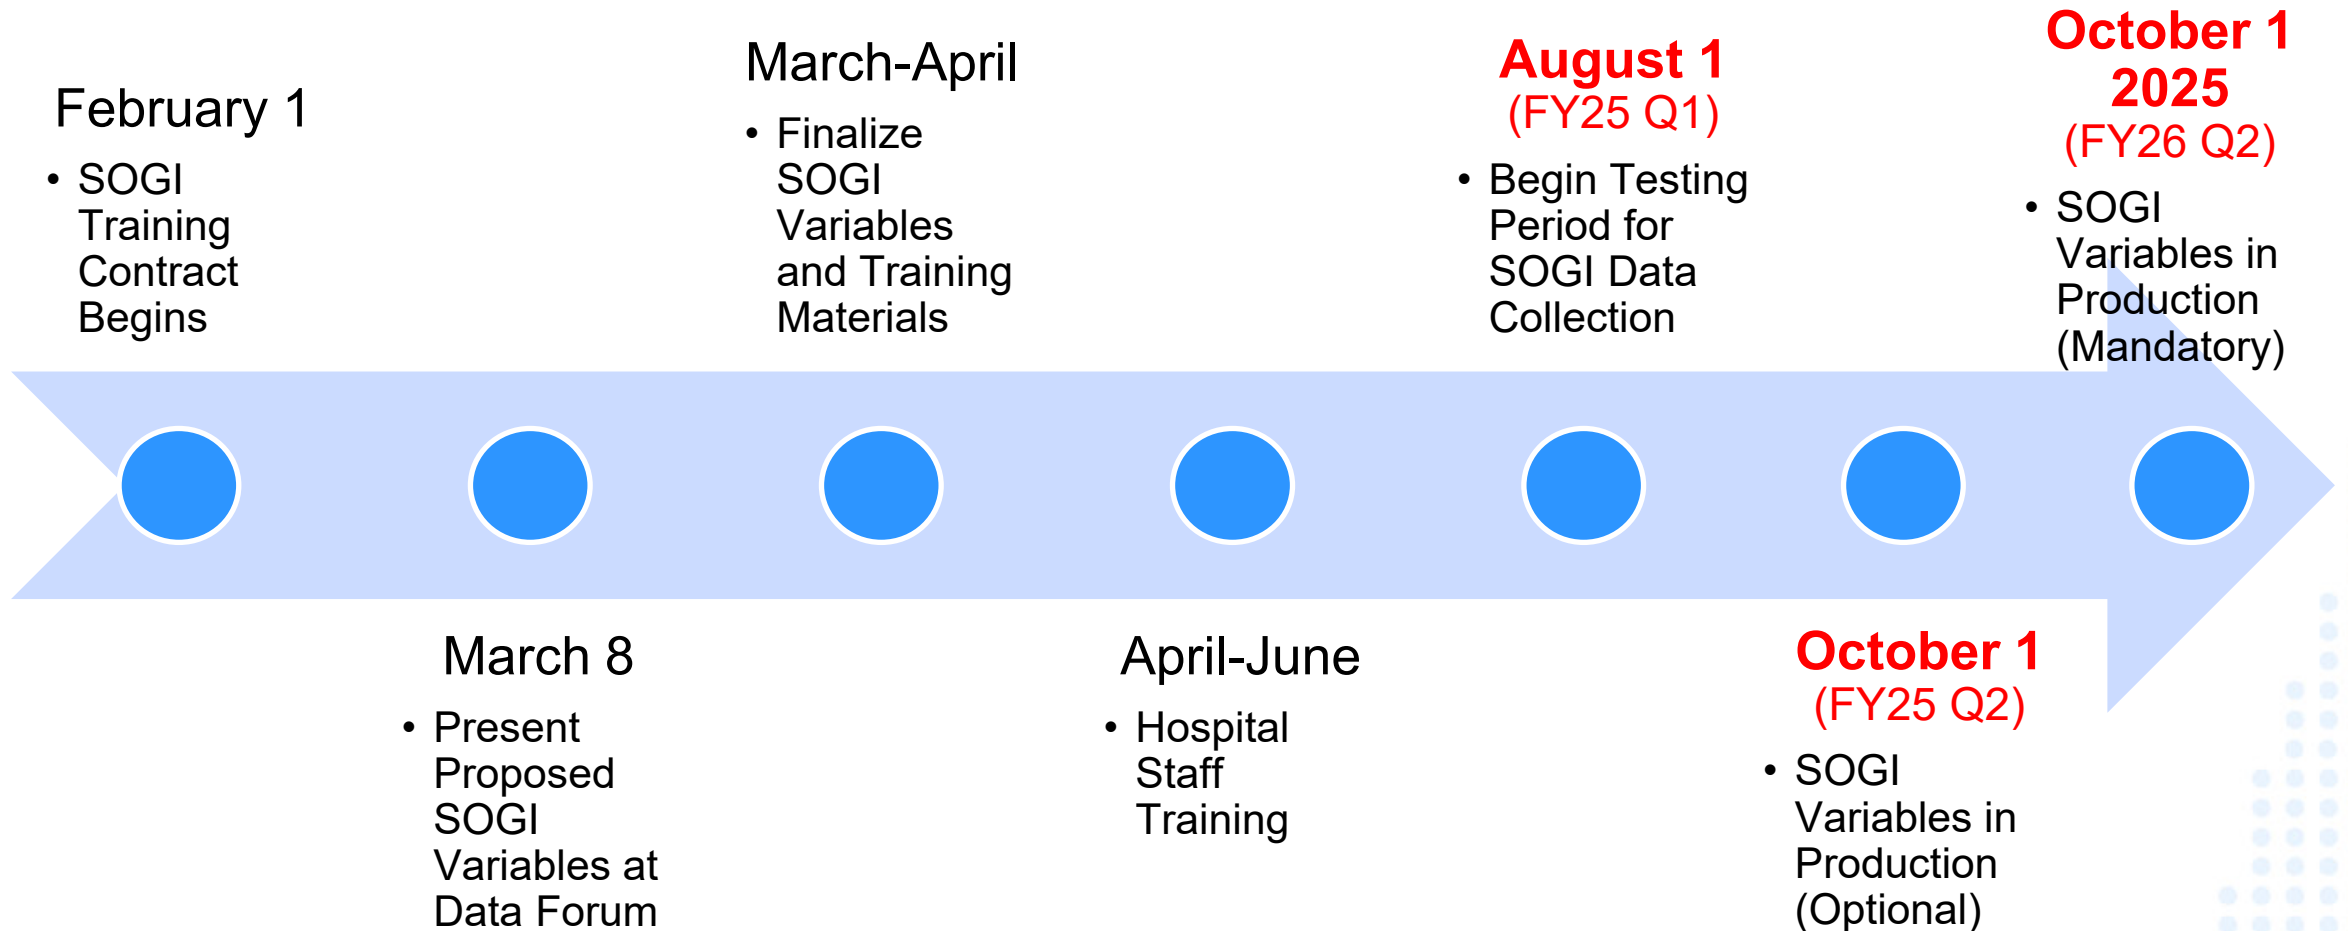 February 1
• SOGI
Training
Contract
Begins
March 8
• Present
Proposed
SOGI
Variables at
Data Forum
March-April
• Finalize
SOGI
Variables
and Training
Materials
April-June
• Hospital
Staff
Training
August 1
(FY25 Q1)
• Begin Testing
Period for
SOGI Data
Collection
October 1
(FY25 Q2)
• SOGI
Variables in
Production
(Optional)
October 1
2025
(FY26 Q2)
• SOGI
Variables in
Production
(Mandatory)